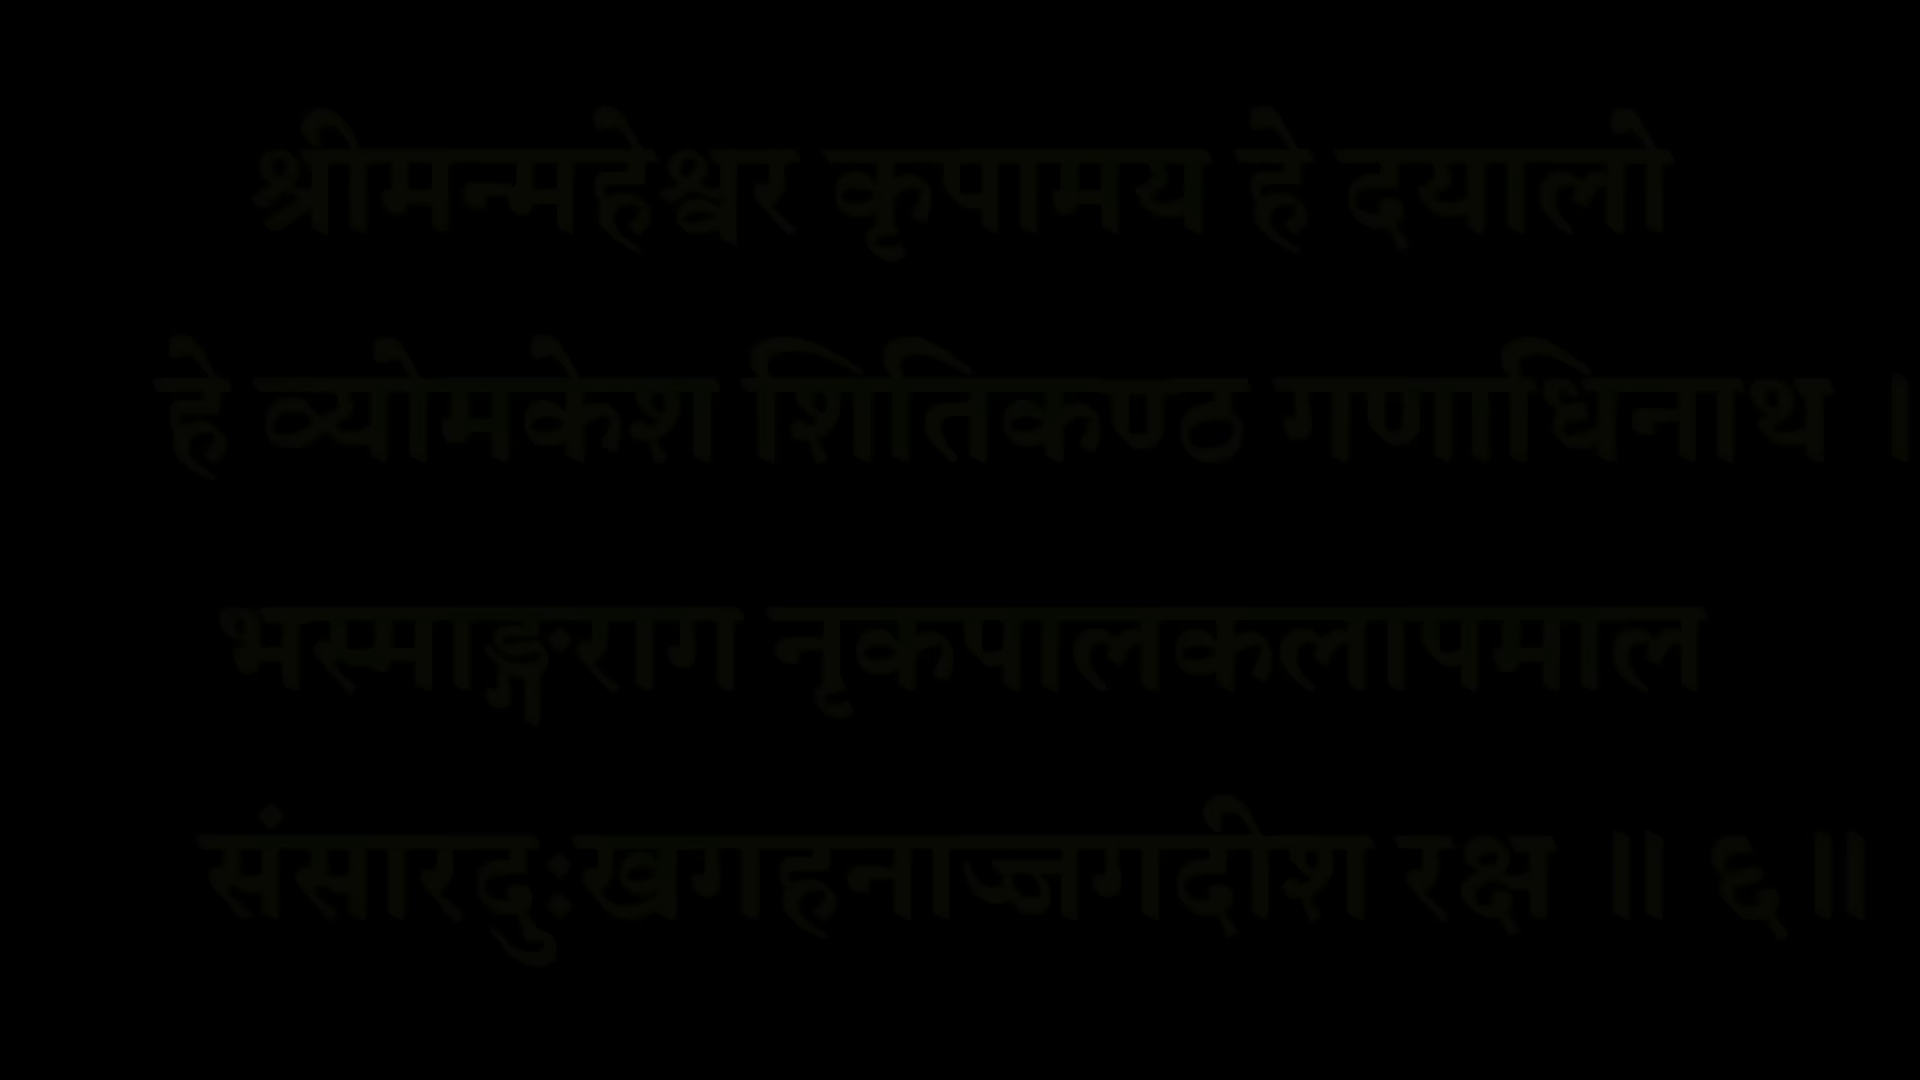 श्रीमन्महेश्वर कृपामय हे दयालो
हे व्योमकेश शितिकण्ठ गणाधिनाथ ।
भस्माङ्गराग नृकपालकलापमाल
संसारदुःखगहनाज्जगदीश रक्ष ॥ ६॥